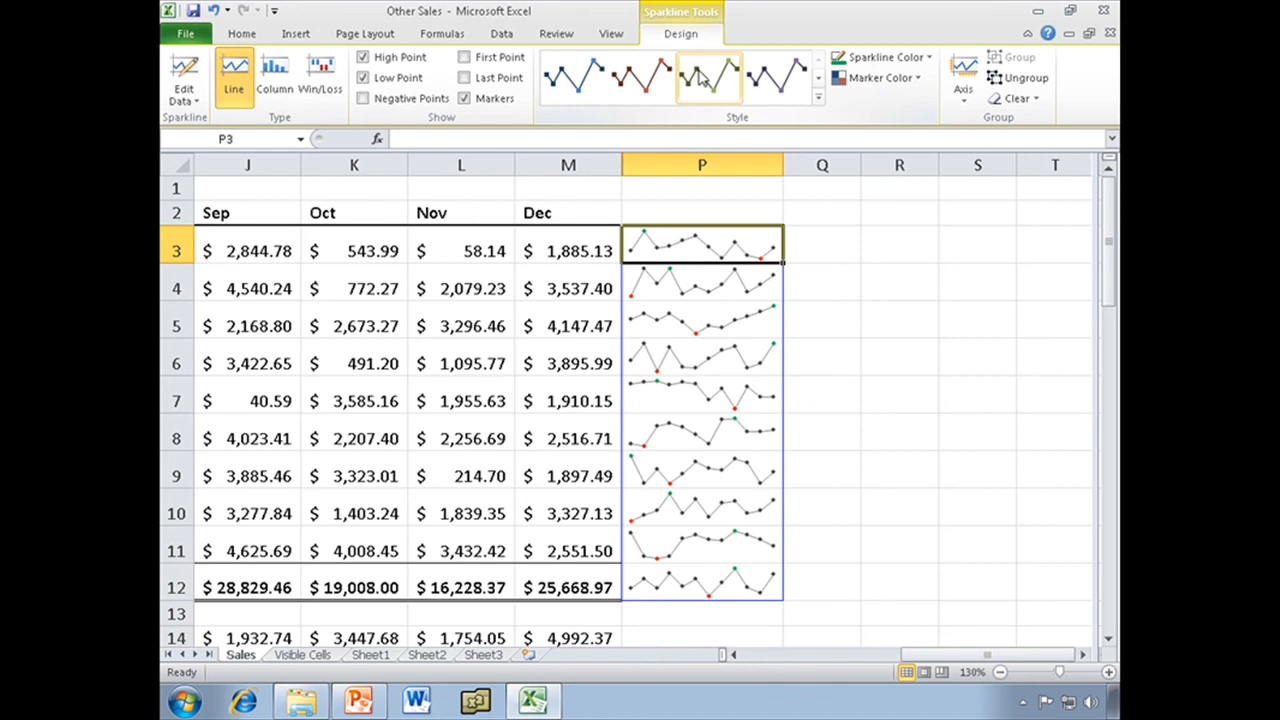 Other Sales - Microsoft Excel
Sparkline Tools
File Home Insert Page Layout Formulas Data Review View Design
Edit Data
Line
Column
Win/Loss
High Point
Low Point
Negative Points
First Point
Last Point
Markers
Sparkline Color
Marker Color
Axis
Group
Ungroup
Clear
Sparkline Type Show Style Group
P3 fx
J K L M P Q R S T
1
2 Sep Oct Nov Dec
3 $ 2,844.78 $ 543.99 $ 58.14 $ 1,885.13
4 $ 4,540.24 $ 772.27 $ 2,079.23 $ 3,537.40
5 $ 2,168.80 $ 2,673.27 $ 3,296.46 $ 4,147.47
6 $ 3,422.65 $ 491.20 $ 1,095.77 $ 3,895.99
7 $ 40.59 $ 3,585.16 $ 1,955.63 $ 1,910.15
8 $ 4,023.41 $ 2,207.40 $ 2,256.69 $ 2,516.71
9 $ 3,885.46 $ 3,323.01 $ 214.70 $ 1,897.49
10 $ 3,277.84 $ 1,403.24 $ 1,839.35 $ 3,327.13
11 $ 4,625.69 $ 4,008.45 $ 3,432.42 $ 2,551.50
12 $ 28,829.46 $ 19,008.00 $ 16,228.37 $ 25,668.97
13
14 $ 1,932.74 $ 3,447.68 $ 1,754.05 $ 4,992.37
Sales Visible Cells Sheet1 Sheet2 Sheet3
Ready 130%